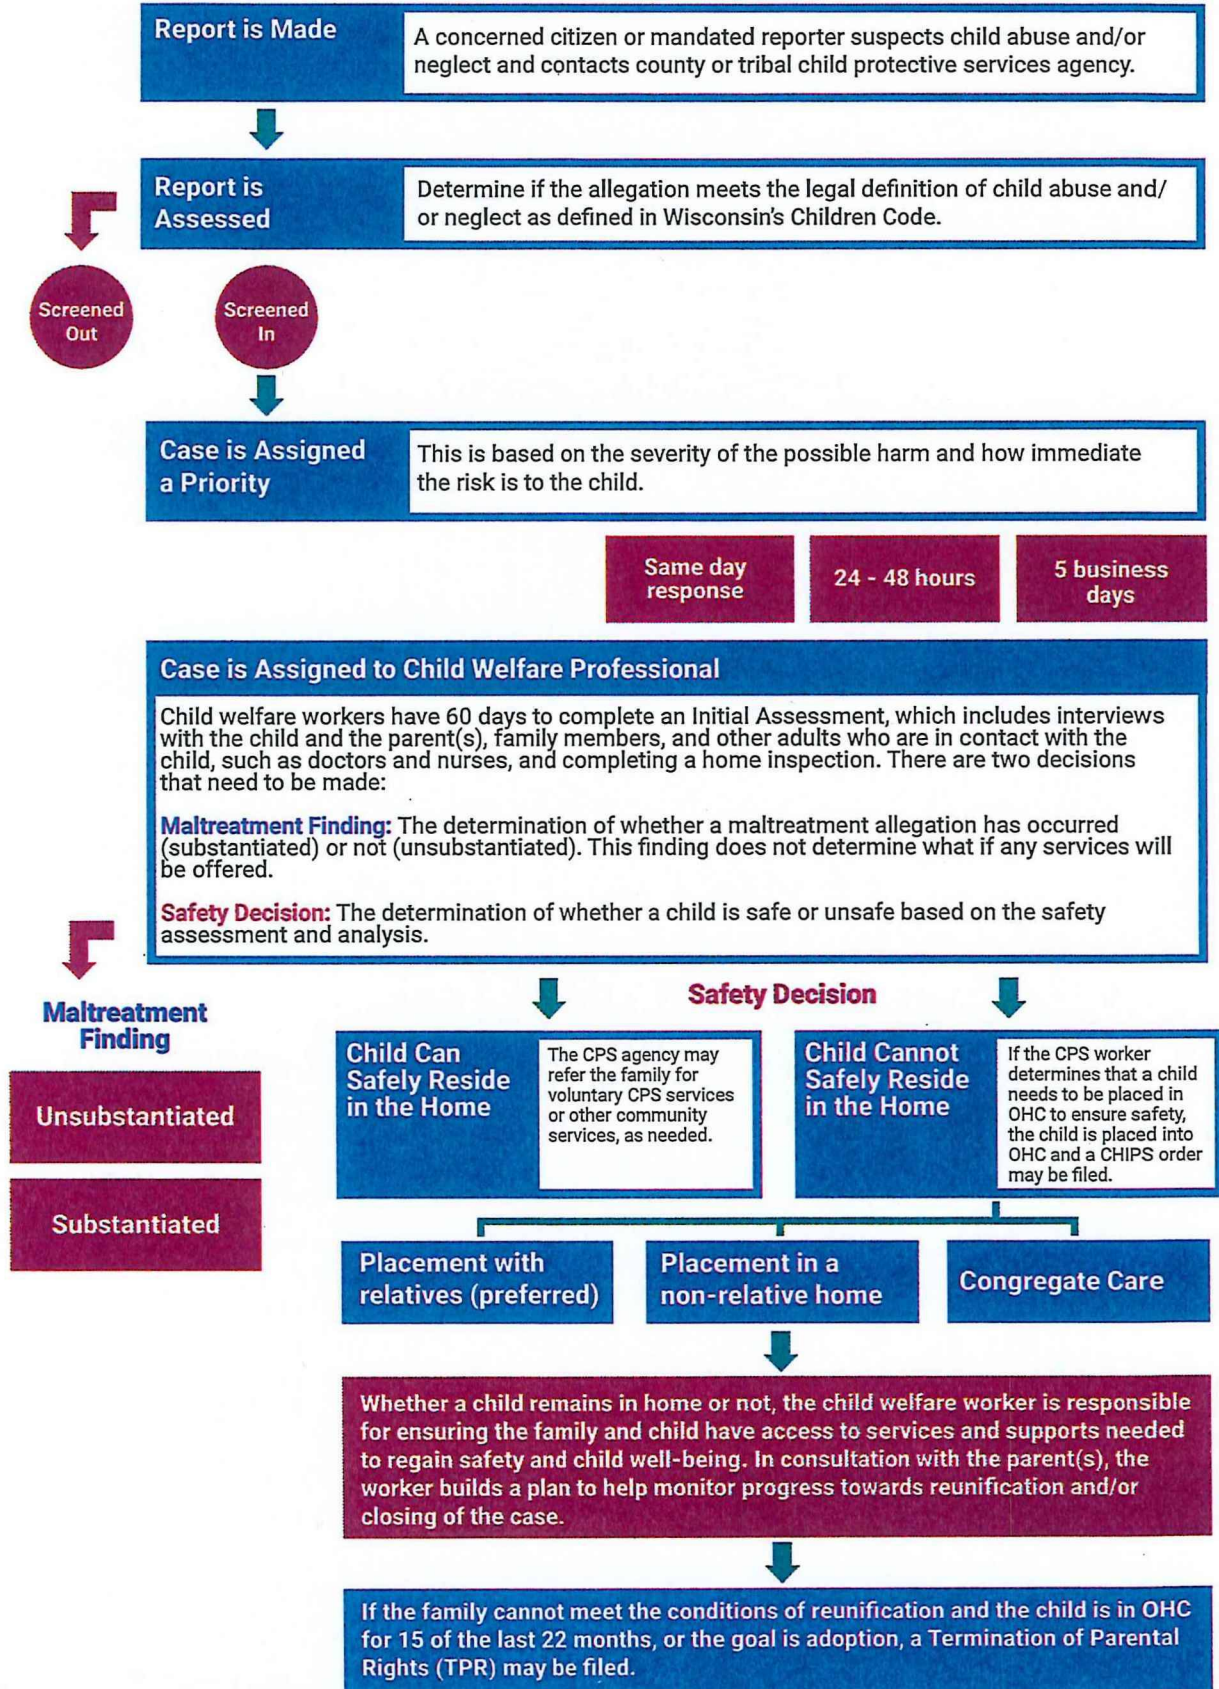 Report is Made
A concerned citizen or mandated reporter suspects child abuse and/or
neglect and contacts county or tribal child protective services agency.
Report is
Assessed
Determine if the allegation meets the legal definition of child abuse and/
or neglect as defined in Wisconsin's Children Code.
Screened
Out
Screened
In
Case is Assigned
a Priority
This is based on the severity of the possible harm and how immediate
the risk is to the child.
Same day
response
24 - 48 hours
5 business
days
Case is Assigned to Child Welfare Professional
Child welfare workers have 60 days to complete an Initial Assessment, which includes interviews
with the child and the parent(s), family members, and other adults who are in contact with the
child, such as doctors and nurses, and completing a home inspection. There are two decisions
that need to be made:
Maltreatment Finding: The determination of whether a maltreatment allegation has occurred
(substantiated) or not (unsubstantiated). This finding does not determine what if any services will
be offered.
Safety Decision: The determination of whether a child is safe or unsafe based on the safety
assessment and analysis.
Maltreatment
Finding
Unsubstantiated
Substantiated
Safety Decision
Child Can
Safely Reside
in the Home
The CPS agency may
refer the family for
voluntary CPS services
or other community
services, as needed.
Child Cannot
Safely Reside
in the Home
If the CPS worker
determines that a child
needs to be placed in
OHC to ensure safety,
the child is placed into
OHC and a CHIPS order
may be filed.
Placement with
relatives (preferred)
Placement in a
non-relative home
Congregate Care
Whether a child remains in home or not, the child welfare worker is responsible
for ensuring the family and child have access to services and supports needed
to regain safety and child well-being. In consultation with the parent(s), the
worker builds a plan to help monitor progress towards reunification and/or
closing of the case.
If the family cannot meet the conditions of reunification and the child is in OHC
for 15 of the last 22 months, or the goal is adoption, a Termination of Parental
Rights (TPR) may be filed.